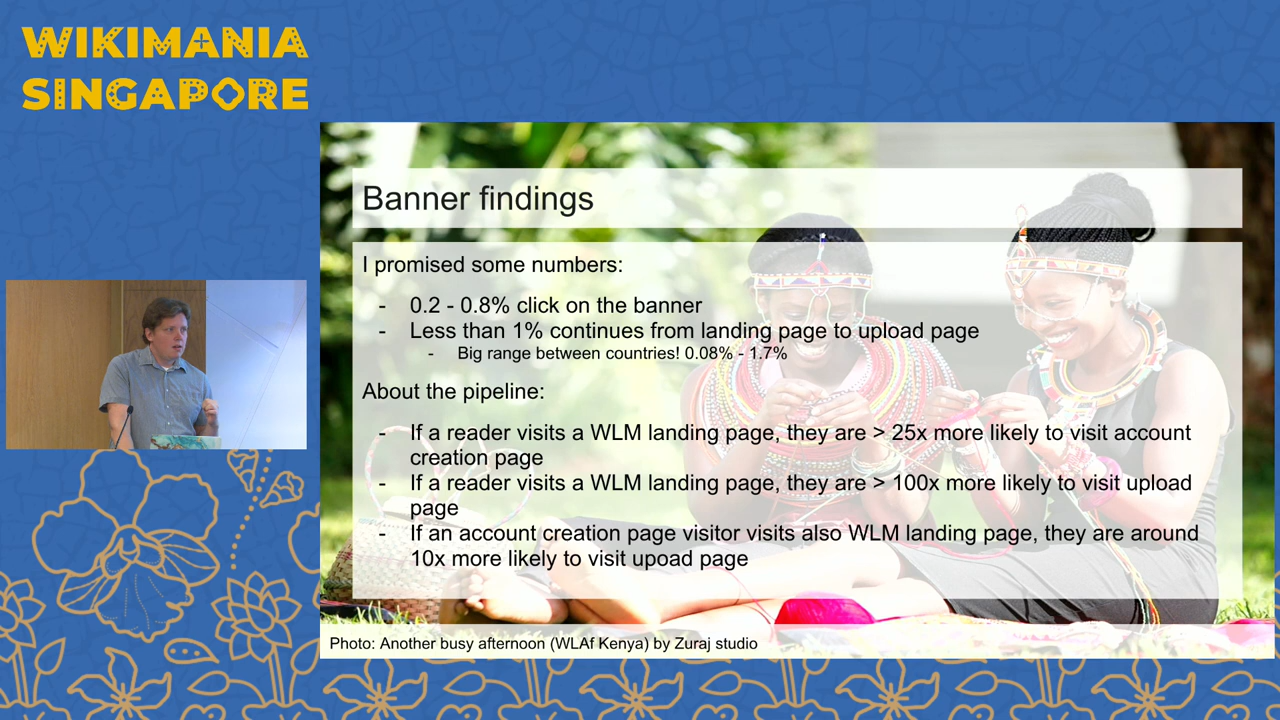 WIKIMANIA
SINGAPORE
Banner findings
I promised some numbers:
- 0.2 - 0.8% click on the banner
- Less than 1% continues from landing page to upload page
- Big range between countries! 0.08% - 1.7%
About the pipeline:
- If a reader visits a WLM landing page, they are > 25x more likely to visit account
creation page
- If a reader visits a WLM landing page, they are > 100x more likely to visit upload
page
- If an account creation page visitor visits also WLM landing page, they are around
10x more likely to visit upoad page
Photo: Another busy afternoon (WLAf Kenya) by Zuraj studio